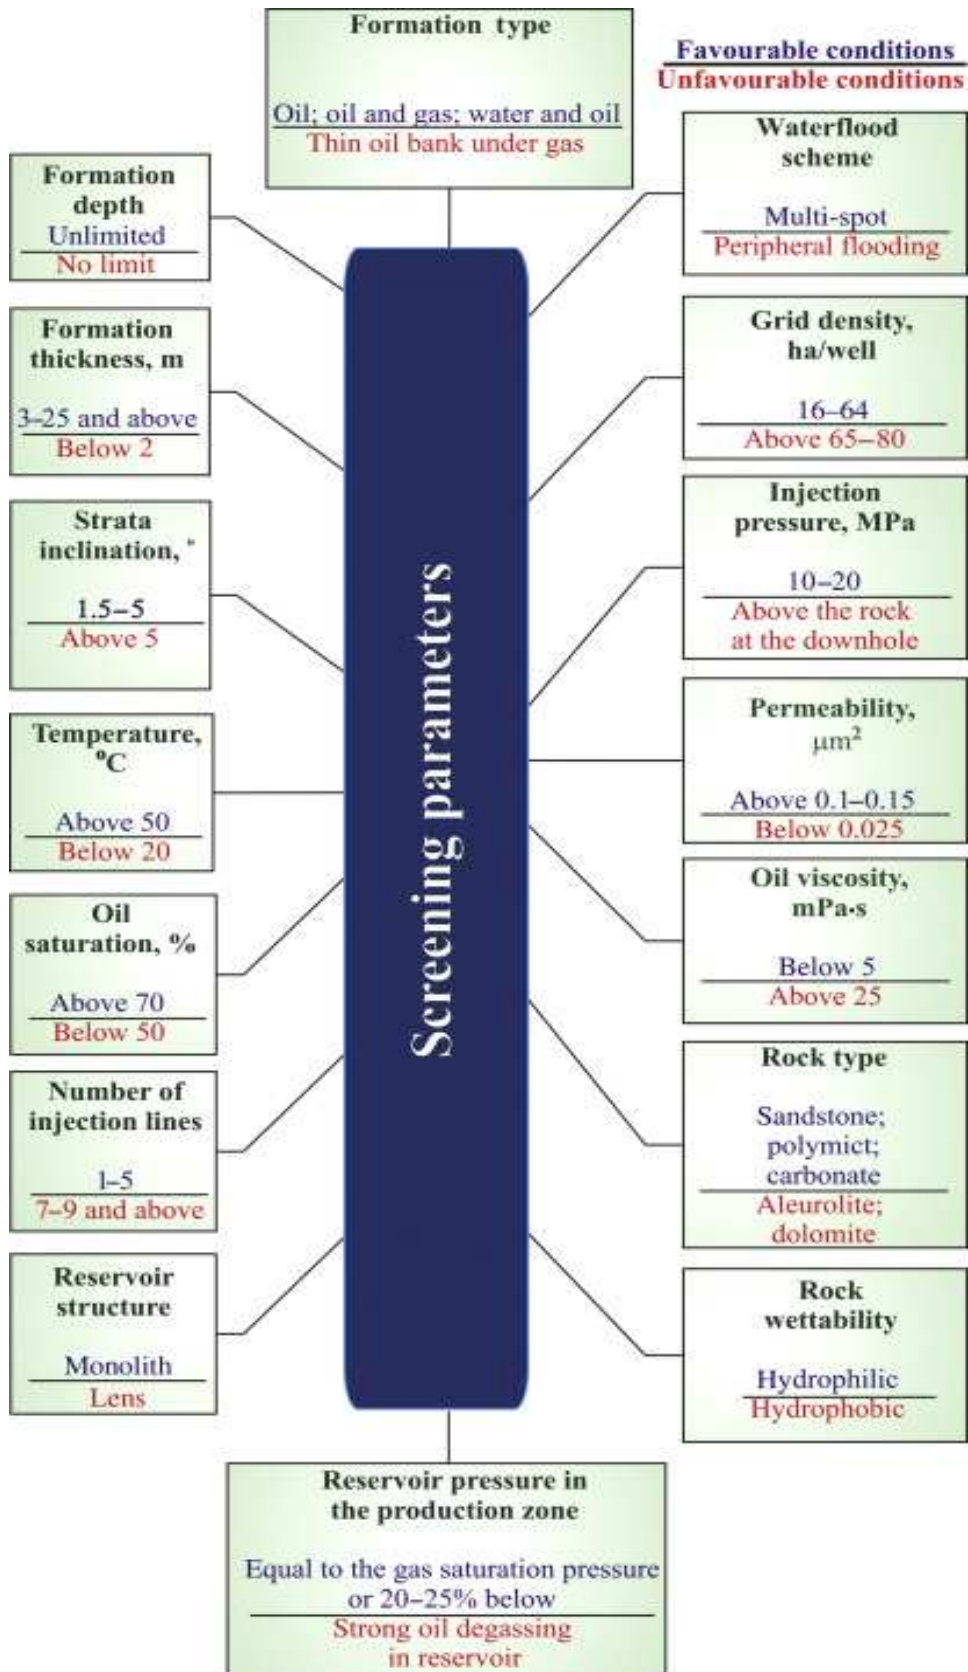 Formation type
Oil; oil and gas; water and oil
Thin oil bank under gas
Favourable conditions
Unfavourable conditions
Formation
depth
Unlimited
No limit
Formation
thickness, m
3–25 and above
Below 2
Strata
inclination, °
1.5–5
Above 5
Temperature,
°C
Above 50
Below 20
Oil
saturation, %
Above 70
Below 50
Number of
injection lines
1–5
7–9 and above
Reservoir
structure
Monolith
Lens
Screening parameters
Waterflood
scheme
Multi-spot
Peripheral flooding
Grid density,
ha/well
16–64
Above 65–80
Injection
pressure, MPa
10–20
Above the rock
at the downhole
Permeability,
μm²
Above 0.1–0.15
Below 0.025
Oil viscosity,
mPa·s
Below 5
Above 25
Rock type
Sandstone;
polymict;
carbonate
Aleurolite;
dolomite
Rock
wettability
Hydrophilic
Hydrophobic
Reservoir pressure in
the production zone
Equal to the gas saturation pressure
or 20–25% below
Strong oil degassing
in reservoir